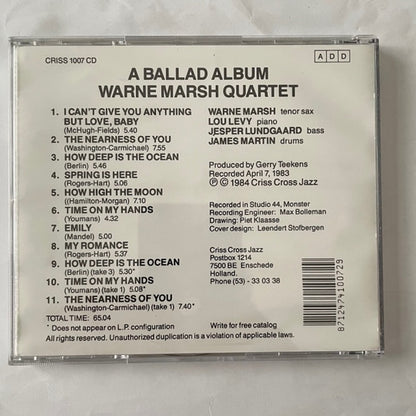 CRISS 1007 CD
A D D
A BALLAD ALBUM
WARNE MARSH QUARTET
1. I CAN'T GIVE YOU ANYTHING
BUT LOVE, BABY
(McHugh-Fields) 6.04
2. THE NEARNESS OF YOU
(Washington-Carmichael) 7.55
3. HOW DEEP IS THE OCEAN
(Berlin) 5.46
4. SPRING IS HERE
(Rogers-Hart) 5.06
5. HOW HIGH THE MOON
((Hamilton-Morgan) 7.10
6. TIME ON MY HANDS
(Youmans) 4.32
7. EMILY
(Mandel) 5.00
8. MY ROMANCE
(Rogers-Hart) 5.37
9. HOW DEEP IS THE OCEAN
(Berlin) (take 3) 5.30*
10. TIME ON MY HANDS
(Youmans) (take 1) 5.08*
11. THE NEARNESS OF YOU
(Washington-Carmichael) (take 1) 7.40*
TOTAL TIME: 65.04
* Does not appear on L.P. configuration
All rights reserved. Unauthorized duplication is a violation of applicable laws.
WARNE MARSH tenor sax
LOU LEVY piano
JESPER LUNDGAARD bass
JAMES MARTIN drums
Produced by Gerry Teekens
Recorded April 7, 1983
Ⓟ © 1984 Criss Cross Jazz
Recorded in Studio 44, Monster
Recording Engineer: Max Bolleman
Drawing: Piet Klaasse
Cover design: Leendert Stofbergen
Criss Cross Jazz
Postbox 1214
7500 BE Enschede
Holland.
Phone (53) - 33 03 38
Write for free catalog
8712474100729